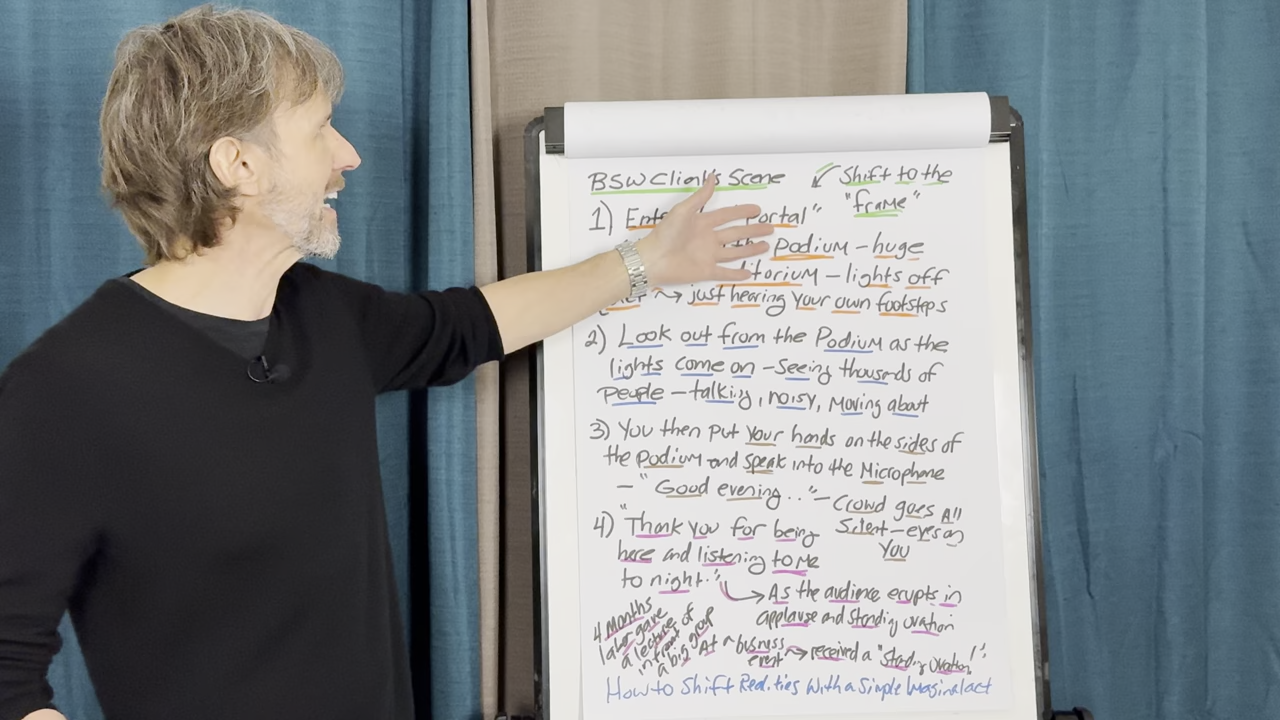 BSW Client's Scene
Shift to the
"frame"
1) "Portal"
Podium - huge
- lights off
just hearing your own footsteps
2) Look out from the Podium as the
lights come on - Seeing thousands of
people - talking, noisy, moving about
3) You then put your hands on the sides of
the podium and speak into the Microphone
- "Good evening.." - Crowd goes
All
Silent - eyes on
YOU
4) "Thank you for being
here and listening to me
to night."
As the audience erupts in
applause and standing ovation
4 Months
later gave
a lecture of
in front
a big
At a business
event
received a "standing ovation"!
How to Shift Realities With a Simple Imaginal act